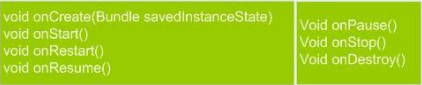 void onCreate(Bundle savedInstanceState)
void onStart()
void onRestart()
void onResume()
Void onPause()
Void onStop()
Void onDestroy()